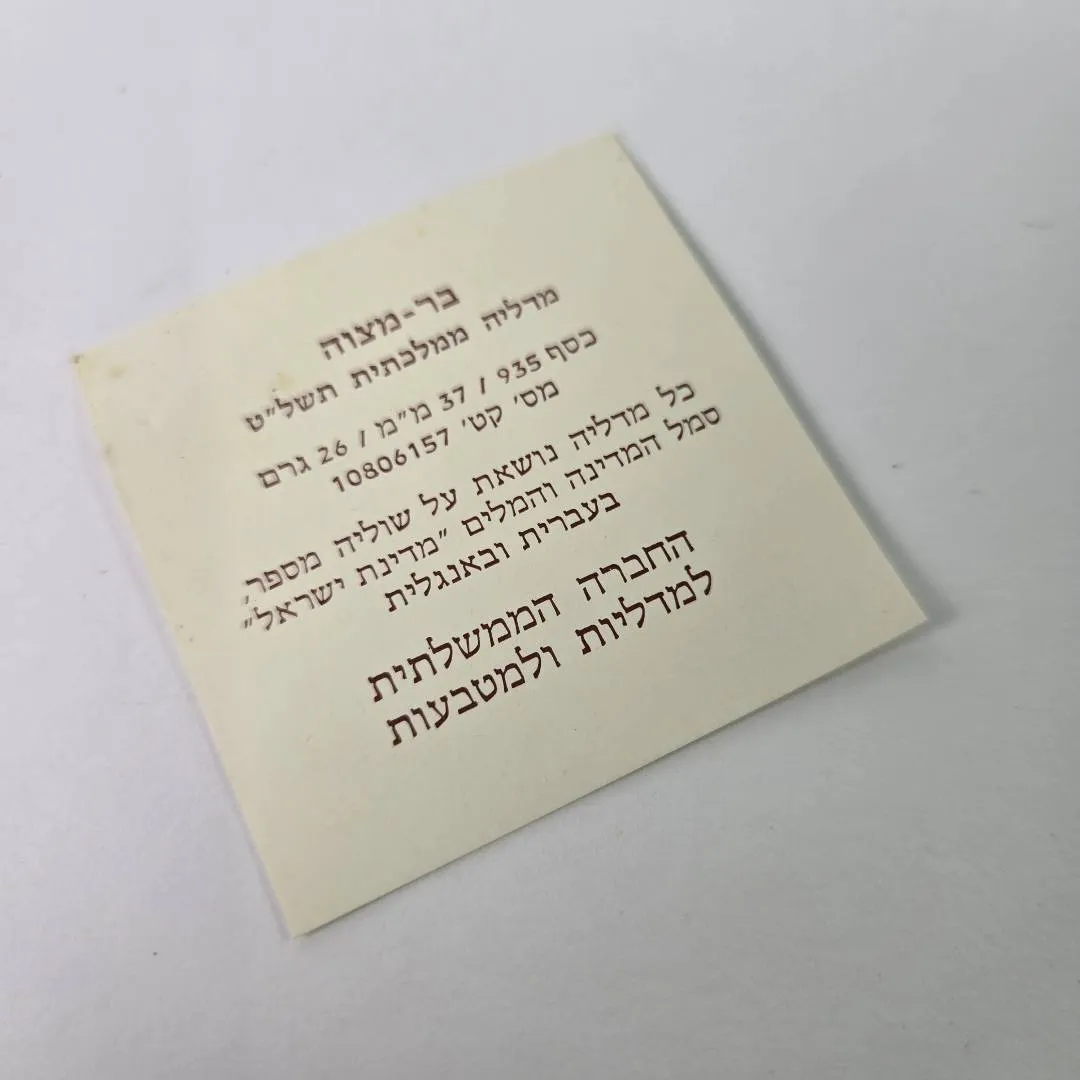 בר-מצוה
מדליה ממלכתית תשל״ט
כסף 935 / 37 מ״מ / 26 גרם
מס׳ קט׳ 10806157
כל מדליה נושאת על שוליה מספר,
סמל המדינה והמלים ״מדינת ישראל״
בעברית ובאנגלית
החברה הממשלתית
למדליות ולמטבעות